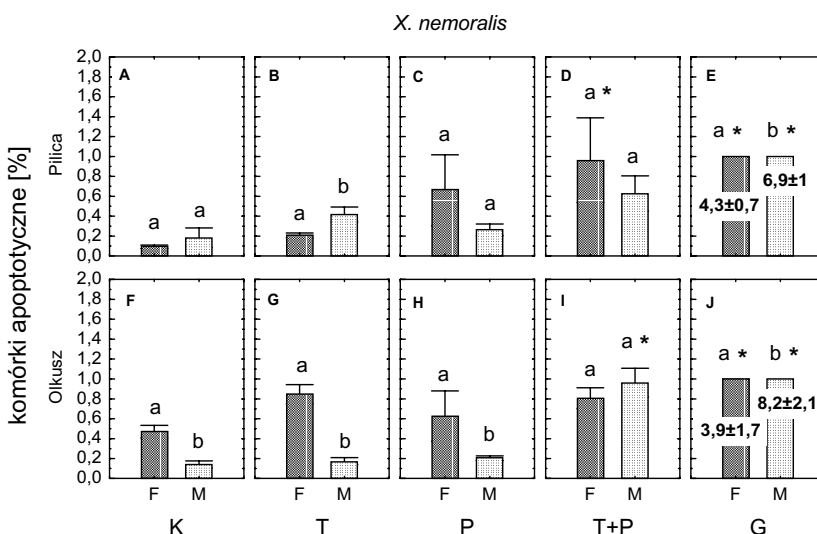 X. nemoralis
komórki apoptotyczne [%]
Pilica
2,0
1,8
1,6
1,4
1,2
1,0
0,8
0,6
0,4
0,2
0,0
A
a a
B
a b
C
a a
D
a * a
E
a * b *
4,3±0,7
6,9±1
Olkusz
2,0
1,8
1,6
1,4
1,2
1,0
0,8
0,6
0,4
0,2
0,0
F
a b
G
a b
H
a b
I
a a *
J
a * b *
3,9±1,7
8,2±2,1
F M F M F M F M F M
K T P T+P G